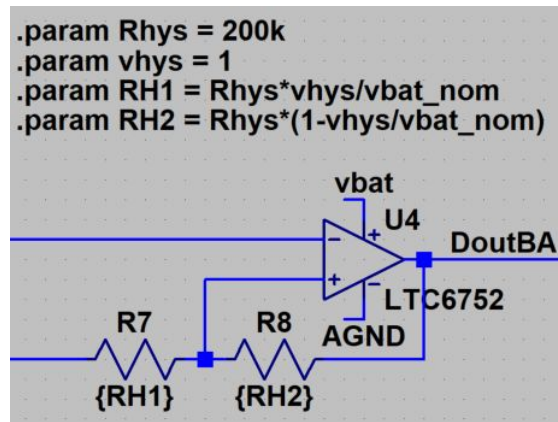 .param Rhys = 200k
.param vhys = 1
.param RH1 = Rhys*vhys/vbat_nom
.param RH2 = Rhys*(1-vhys/vbat_nom)
vbat
U4
DoutBA
LTC6752
AGND
R7 R8
{RH1} {RH2}